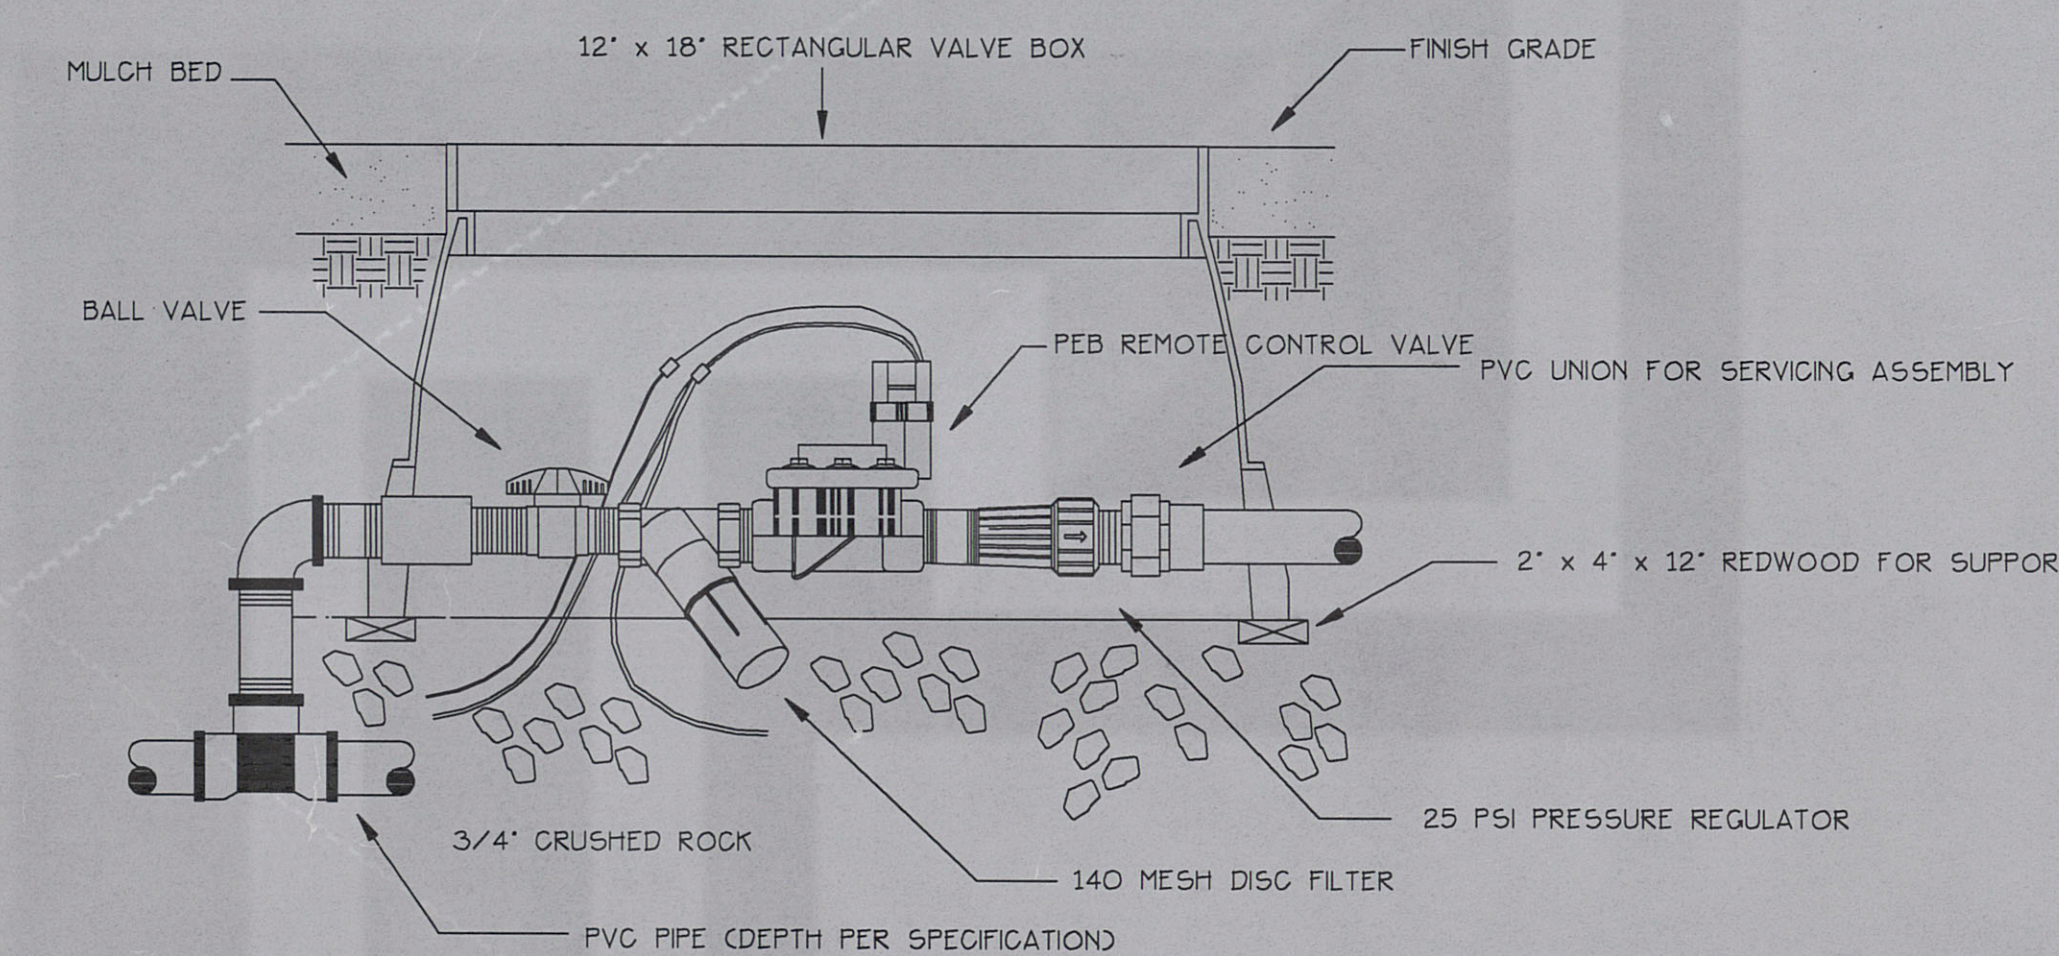 12" x 18" RECTANGULAR VALVE BOX
FINISH GRADE
MULCH BED
BALL VALVE
PEB REMOTE CONTROL VALVE
PVC UNION FOR SERVICING ASSEMBLY
2" x 4" x 12" REDWOOD FOR SUPPOR
25 PSI PRESSURE REGULATOR
3/4" CRUSHED ROCK
140 MESH DISC FILTER
PVC PIPE (DEPTH PER SPECIFICATION)